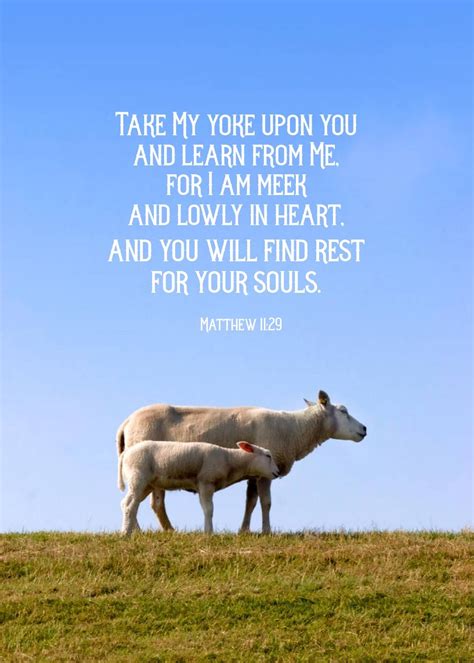 Take My yoke upon you
and learn from Me,
for I am meek
and lowly in heart,
and you will find rest
for your souls.
Matthew 11:29